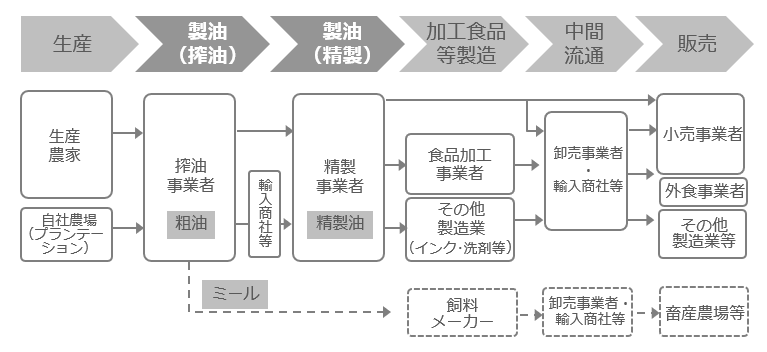 生産
製油
（搾油）
製油
（精製）
加工食品
等製造
中間
流通
販売
生産
農家
自社農場
（プランテー
ション）
搾油
事業者
粗油
輸入商社等
精製
事業者
精製油
食品加工
事業者
その他
製造業
（インク・洗剤等）
卸売事業者
・
輸入商社等
小売事業者
外食事業者
その他
製造業等
ミール
飼料
メーカー
卸売事業者・
輸入商社等
畜産農場等